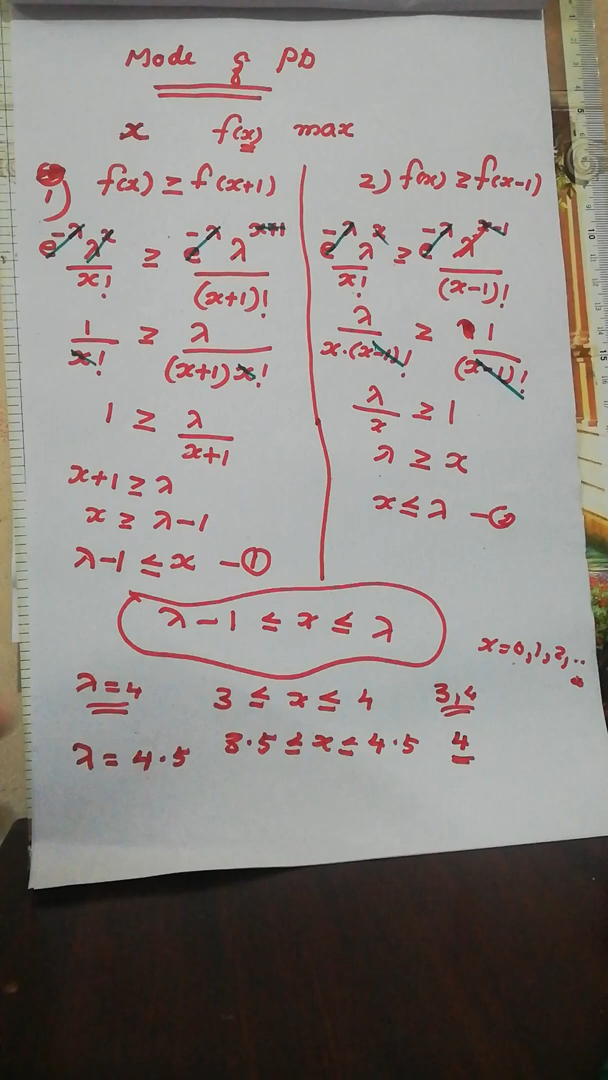 Mode of PD
x f(x) max
1) f(x) ≥ f(x+1)
e^-λ λ^x / x! ≥ e^-λ λ^x+1 / (x+1)!
1 / x! ≥ λ / (x+1) x!
1 ≥ λ / x+1
x+1 ≥ λ
x ≥ λ-1
λ-1 ≤ x -①
2) f(x) ≥ f(x-1)
e^-λ λ^x / x! ≥ e^-λ λ^x-1 / (x-1)!
λ / x·(x-1)! ≥ 1 / (x-1)!
λ / x ≥ 1
λ ≥ x
x ≤ λ -②
λ-1 ≤ x ≤ λ
x=0,1,2,..
λ=4 3 ≤ x ≤ 4 3,4
λ = 4.5 3.5 ≤ x ≤ 4.5 4